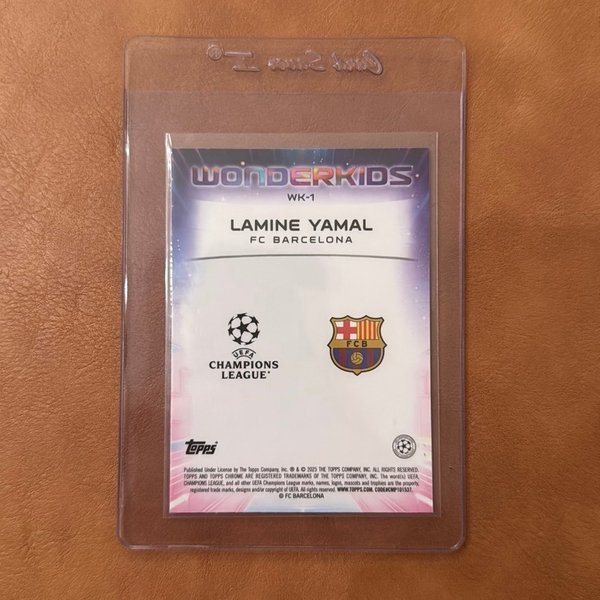 Card Saver I®
WONDERKIDS
WK-1
LAMINE YAMAL
FC BARCELONA
UEFA
CHAMPIONS
LEAGUE®
FCB
topps®
Published Under License by The Topps Company, Inc. ® & © 2025 THE TOPPS COMPANY, INC. ALL RIGHTS RESERVED.
TOPPS AND TOPPS CHROME ARE REGISTERED TRADEMARKS OF THE TOPPS COMPANY, INC. The word(s) UEFA,
CHAMPIONS LEAGUE, and all other UEFA Champions League marks, names, logos, mascots and trophies are the property,
registered trade marks, designs and/or copyright of UEFA. All rights reserved. WWW.TOPPS.COM. CODE#CMP101537.
© FC BARCELONA